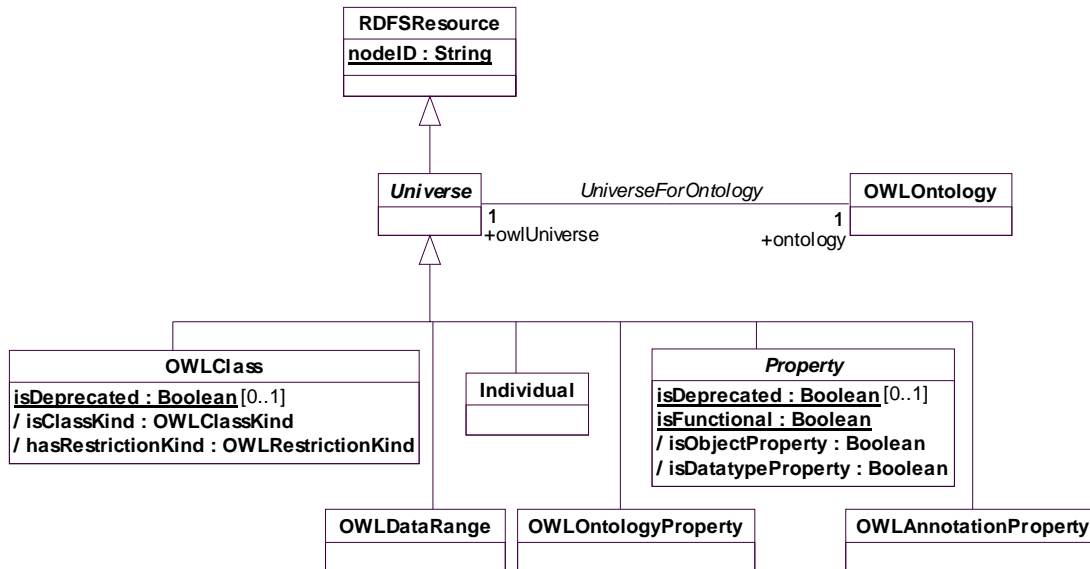 RDFSResource
nodeID : String
Universe
UniverseForOntology
OWLOntology
1
+owlUniverse
1
+ontology
OWLClass
isDeprecated : Boolean [0..1]
/ isClassKind : OWLClassKind
/ hasRestrictionKind : OWLRestrictionKind
Individual
Property
isDeprecated : Boolean [0..1]
isFunctional : Boolean
/ isObjectProperty : Boolean
/ isDatatypeProperty : Boolean
OWLDataRange
OWLOntologyProperty
OWLAnnotationProperty